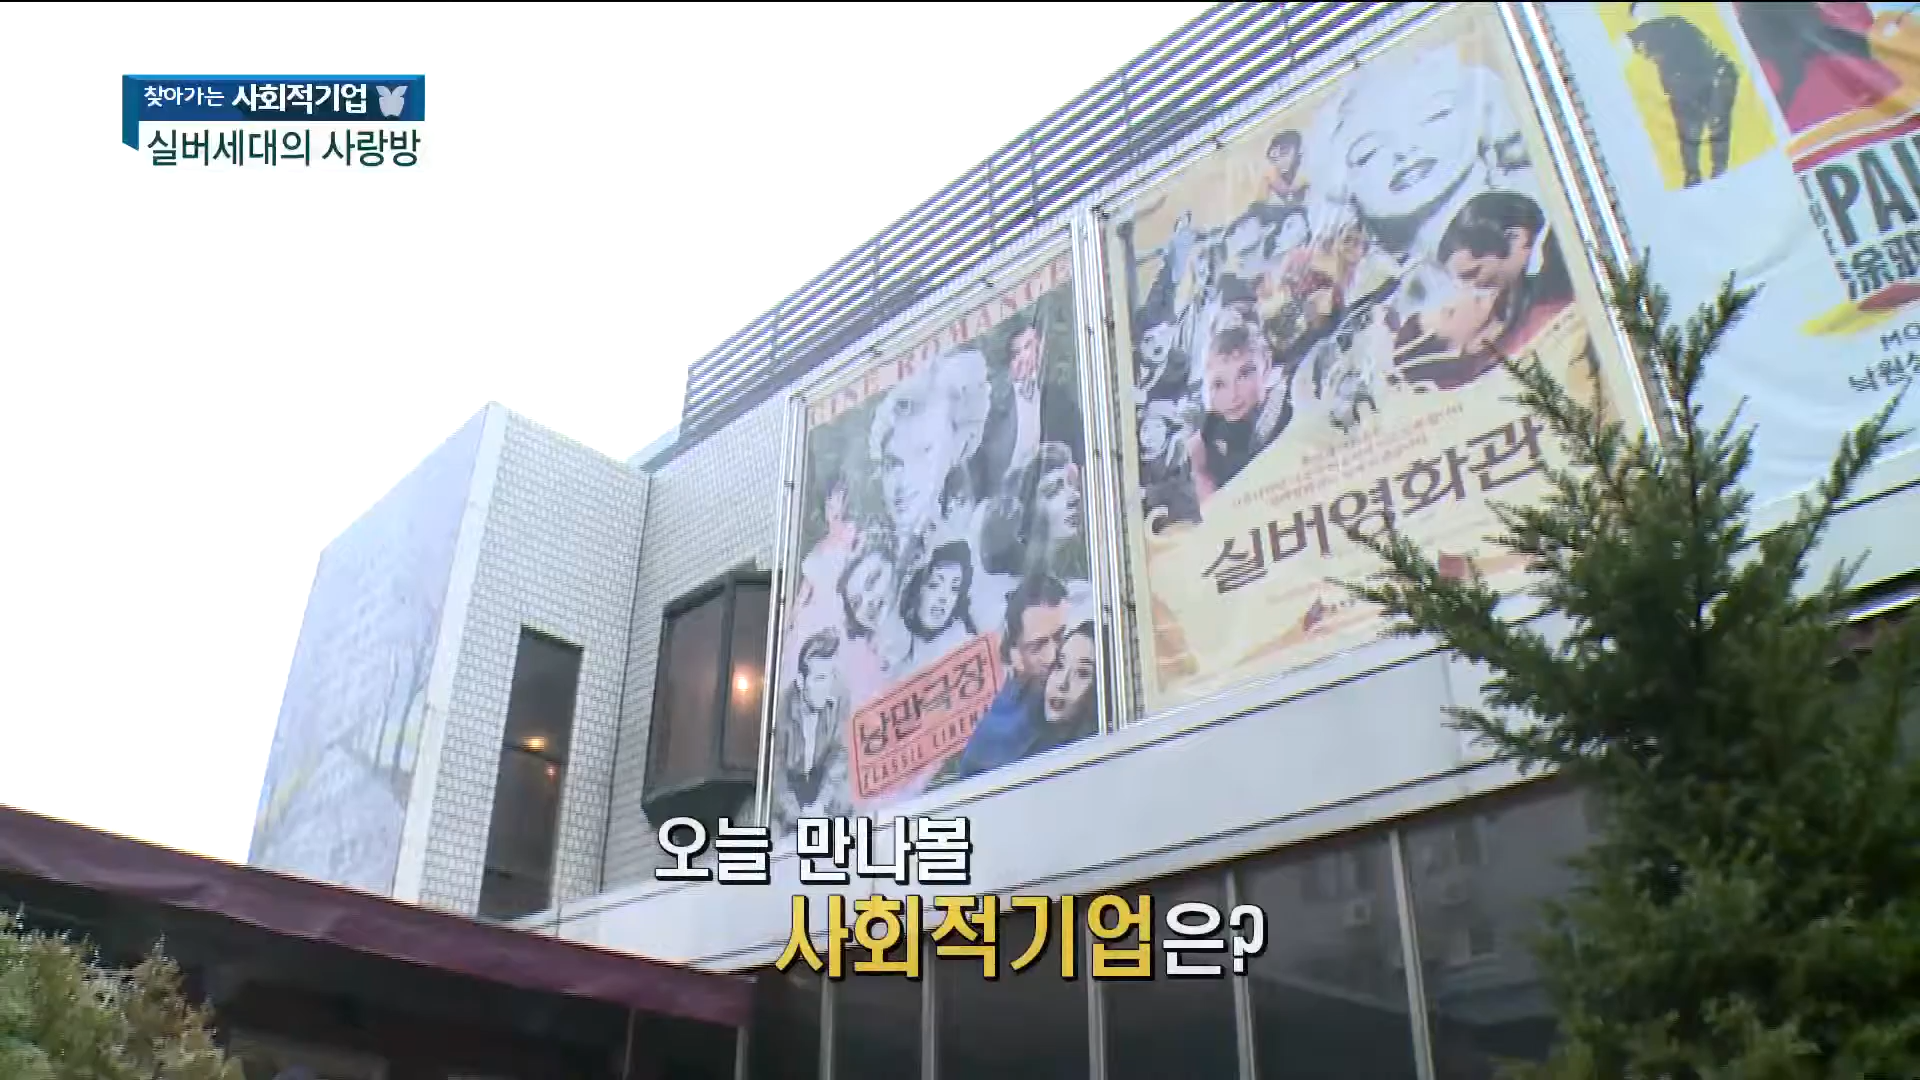 찾아가는 사회적기업
실버세대의 사랑방
CINE ROMANCE
낭만극장
CLASSIC CINEMA
실버영화관
오늘 만나볼
사회적기업은?